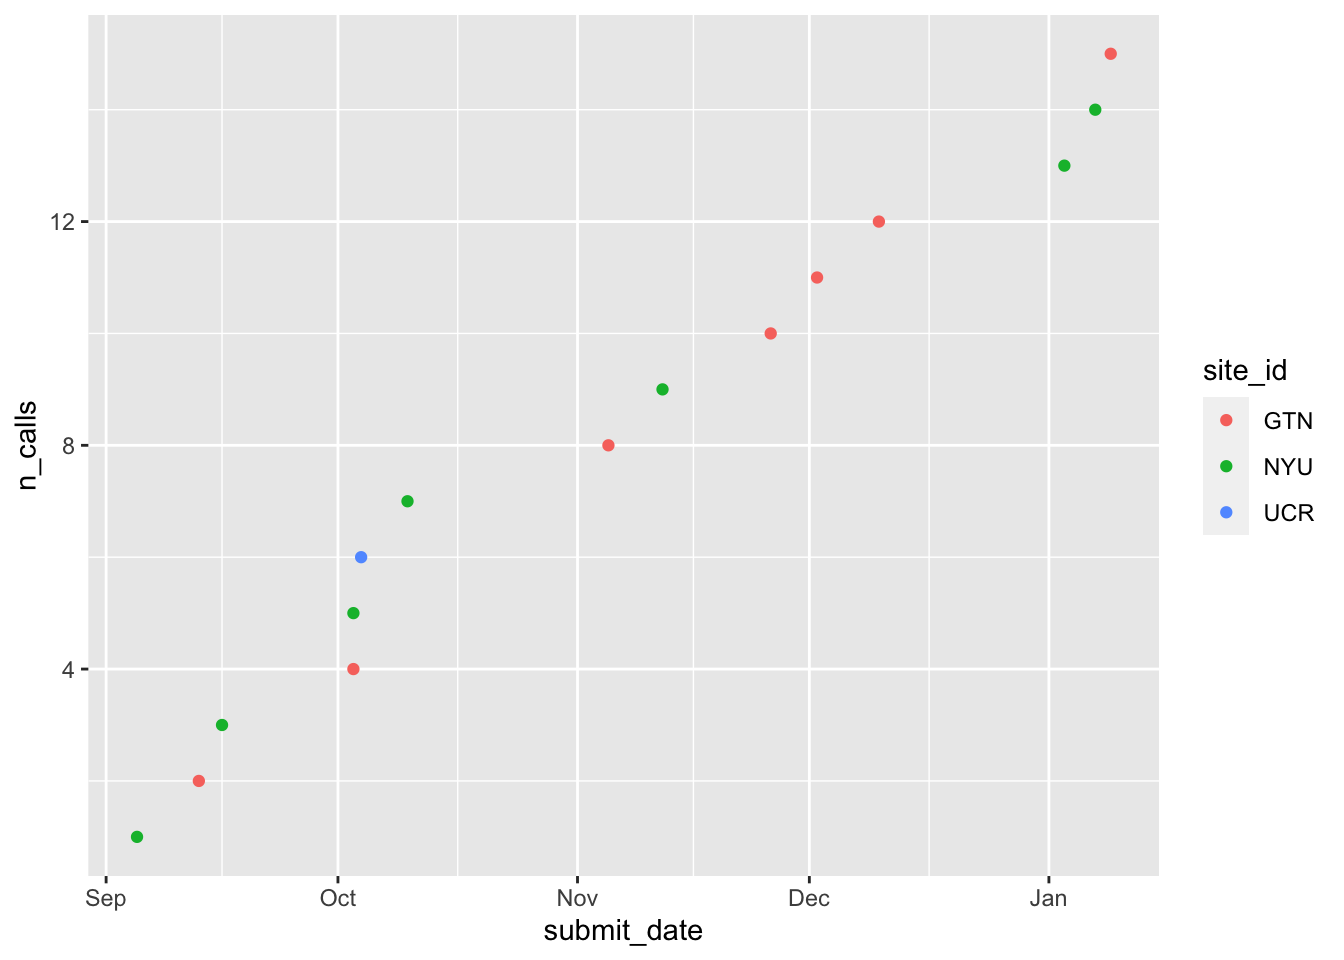 12
8
4
n_calls
Sep Oct Nov Dec Jan
submit_date
site_id
GTN
NYU
UCR